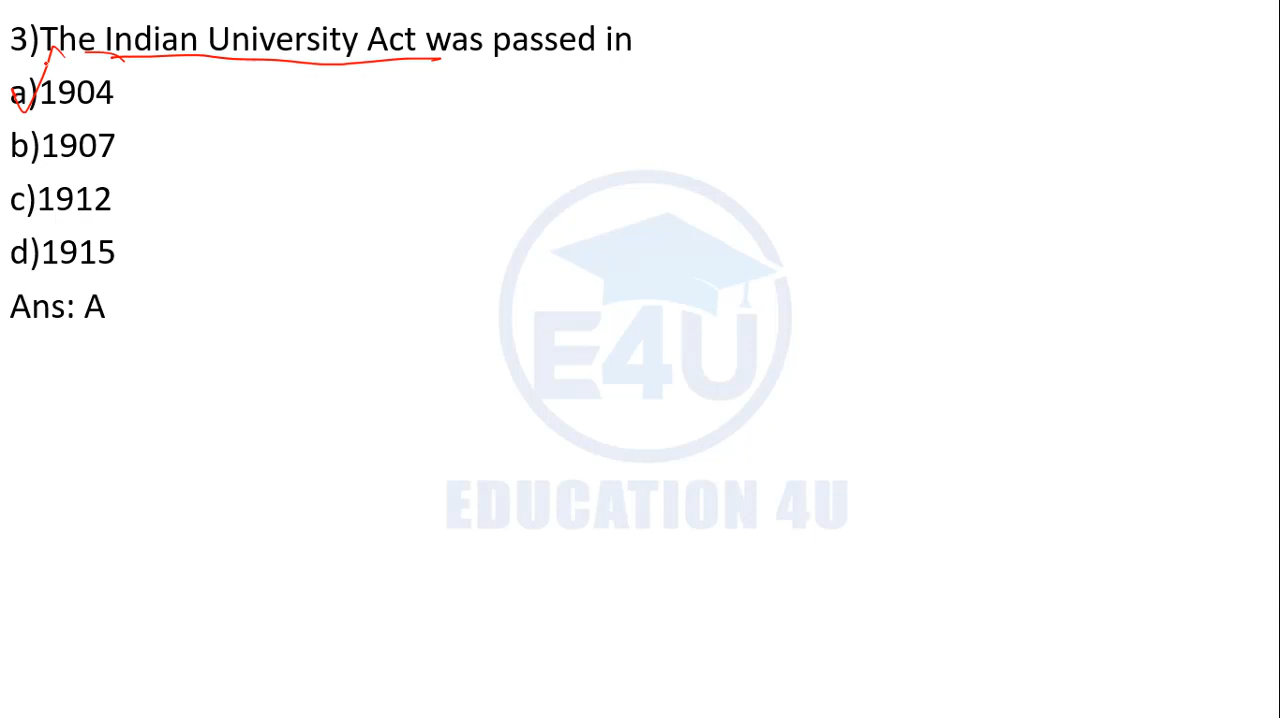 3)The Indian University Act was passed in
a)1904
b)1907
c)1912
d)1915
Ans: A
E4U
EDUCATION 4U